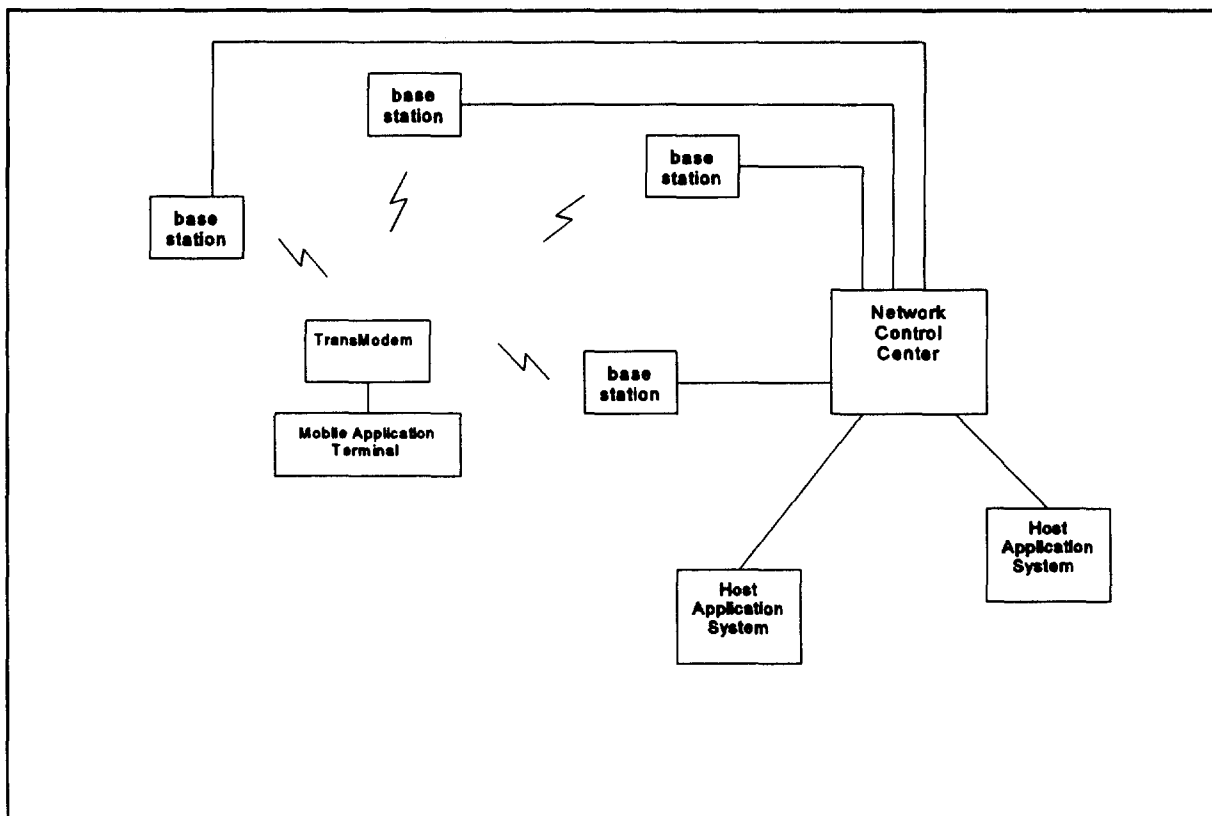 base
station
base
station
base
station
Network
Control
Center
TransModem
base
station
Mobile Application
Terminal
Host
Application
System
Host
Application
System